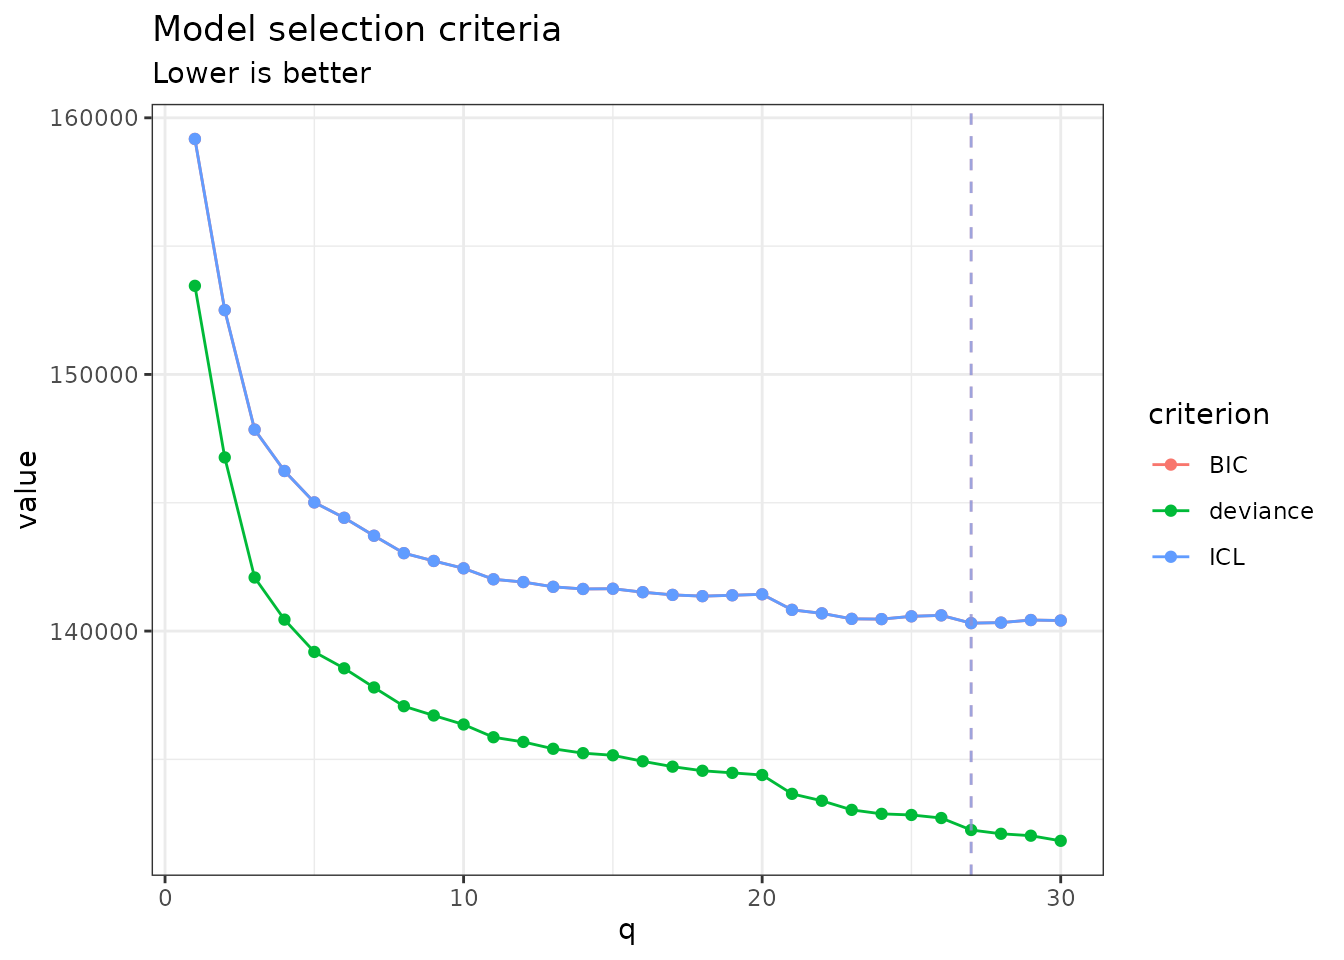 Model selection criteria
Lower is better
160000
150000
140000
value
0
10
20
30
q
criterion
BIC
deviance
ICL